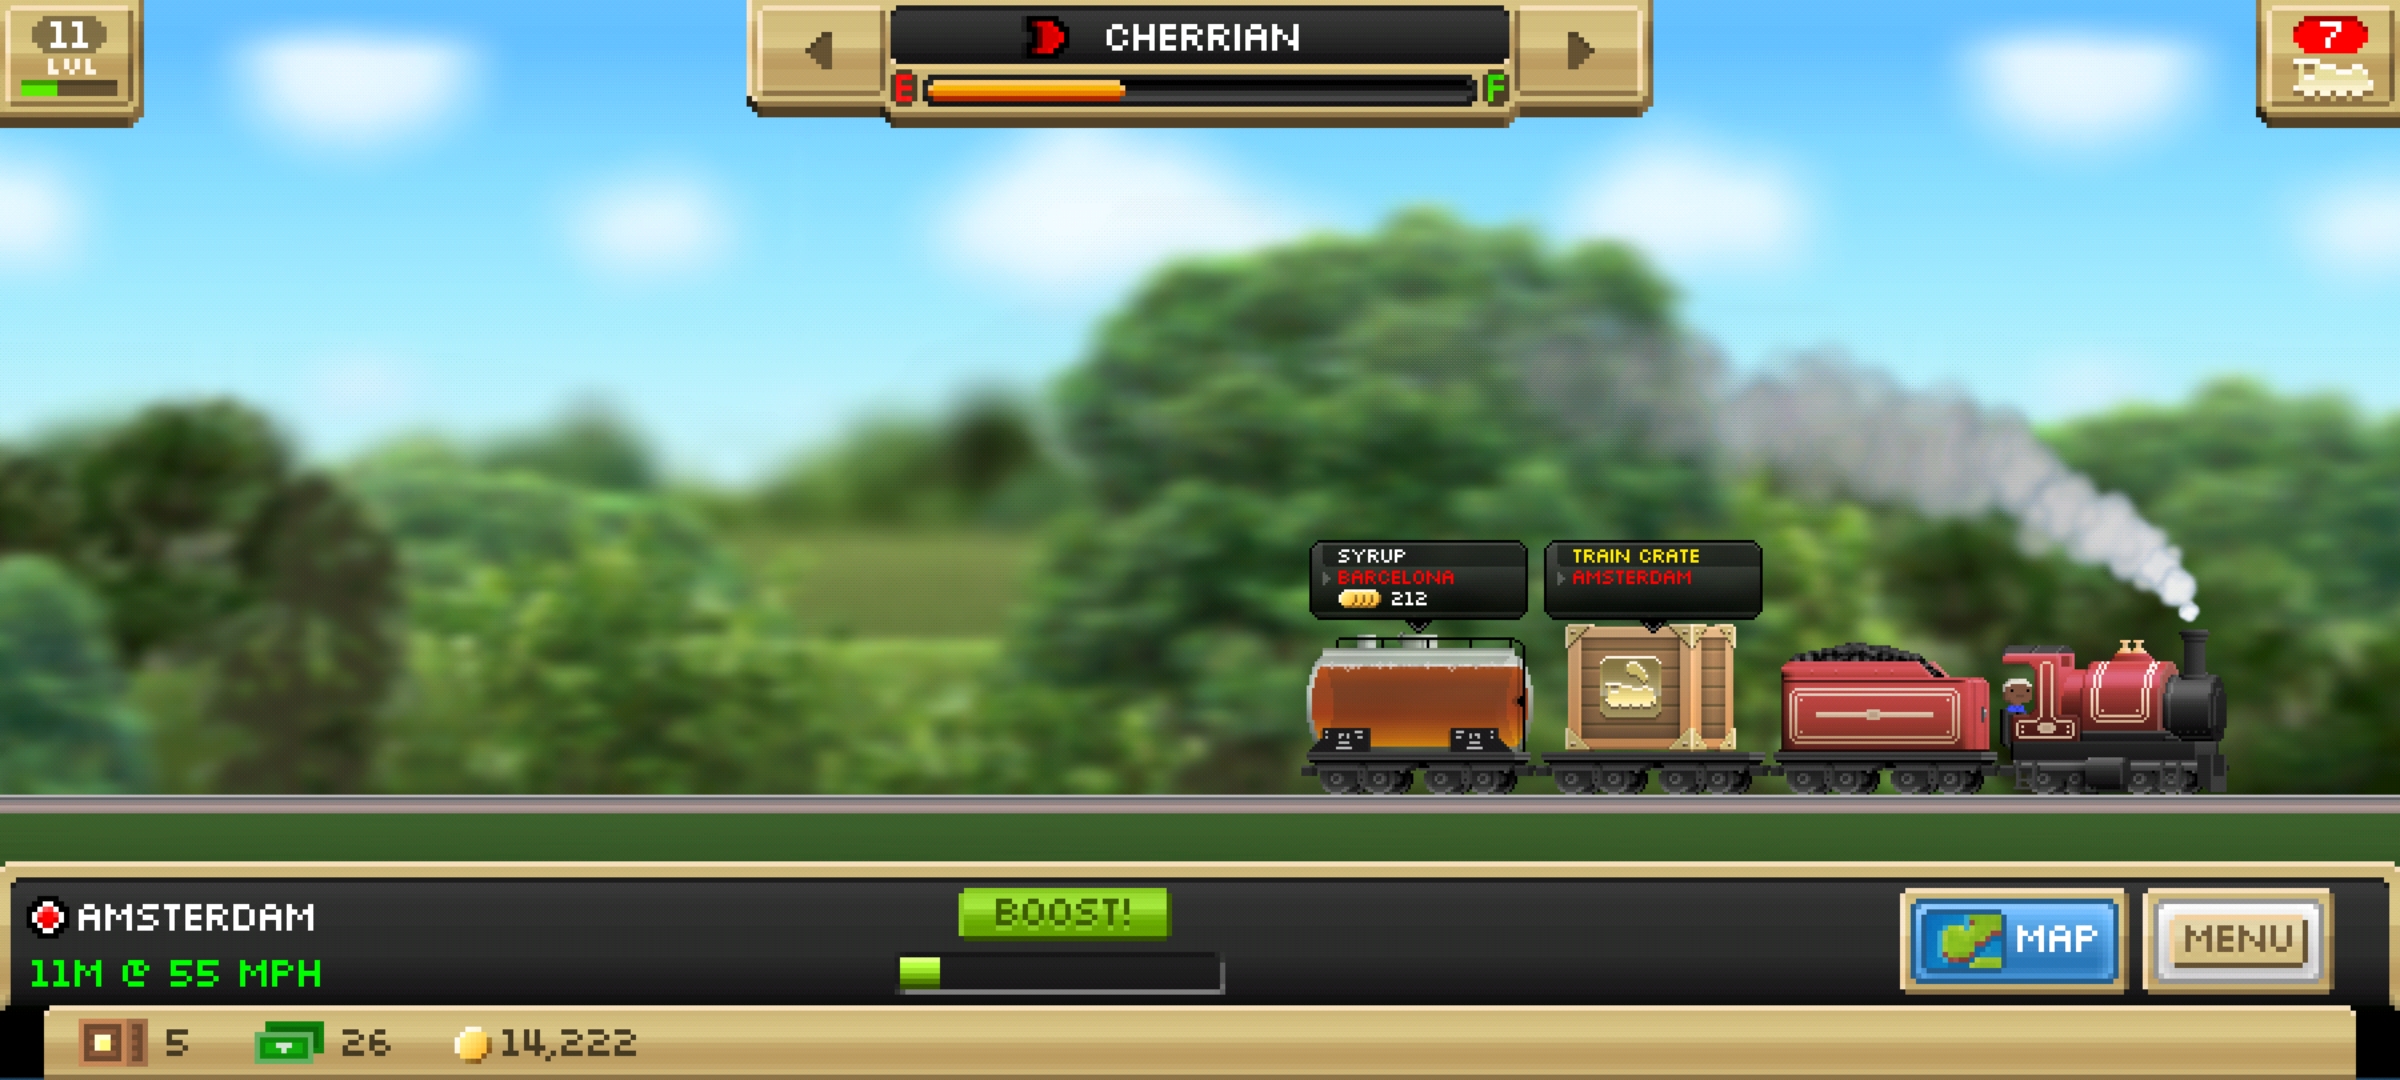 11
LVL
CHERRIAN
E F
7
SYRUP
BARCELONA
212
TRAIN CRATE
AMSTERDAM
AMSTERDAM
11M @ 55 MPH
BOOST!
MAP
MENU
5 26 14,222